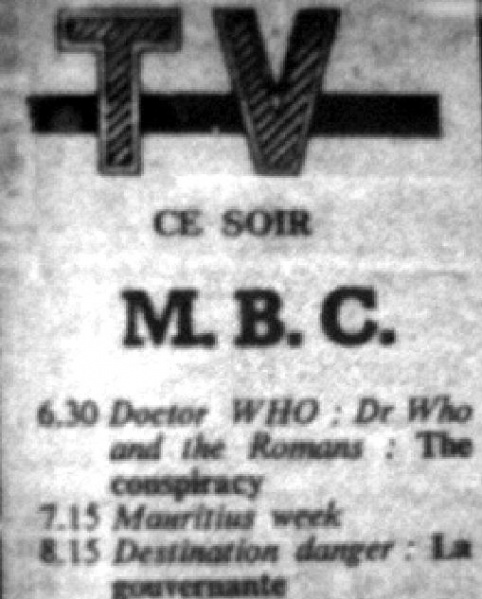 TV
CE SOIR
M. B. C.
6.30 Doctor WHO : Dr Who
and the Romans : The
conspiracy
7.15 Mauritius week
8.15 Destination danger : La
gouvernante